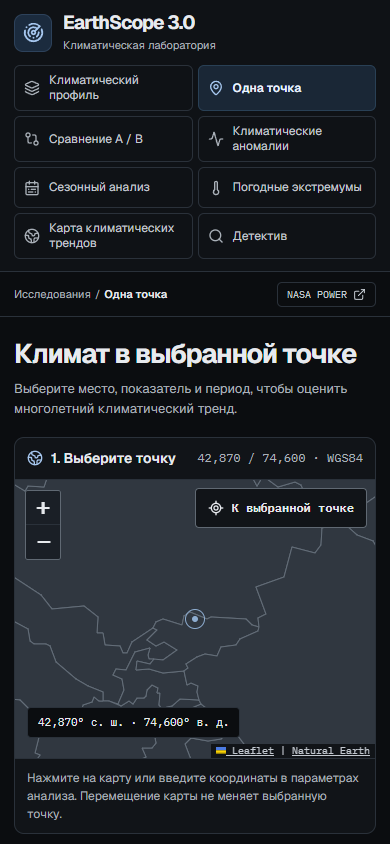 EarthScope 3.0
Климатическая лаборатория
Климатический
профиль
Одна точка
Сравнение A / B
Климатические
аномалии
Сезонный анализ
Погодные экстремумы
Карта климатических
трендов
Детектив
Исследования / Одна точка
NASA POWER
Климат в выбранной точке
Выберите место, показатель и период, чтобы оценить
многолетний климатический тренд.
1. Выберите точку
42,870 / 74,600 · WGS84
+
К выбранной точке
−
42,870° с. ш. · 74,600° в. д.
Leaflet | Natural Earth
Нажмите на карту или введите координаты в параметрах
анализа. Перемещение карты не меняет выбранную
точку.